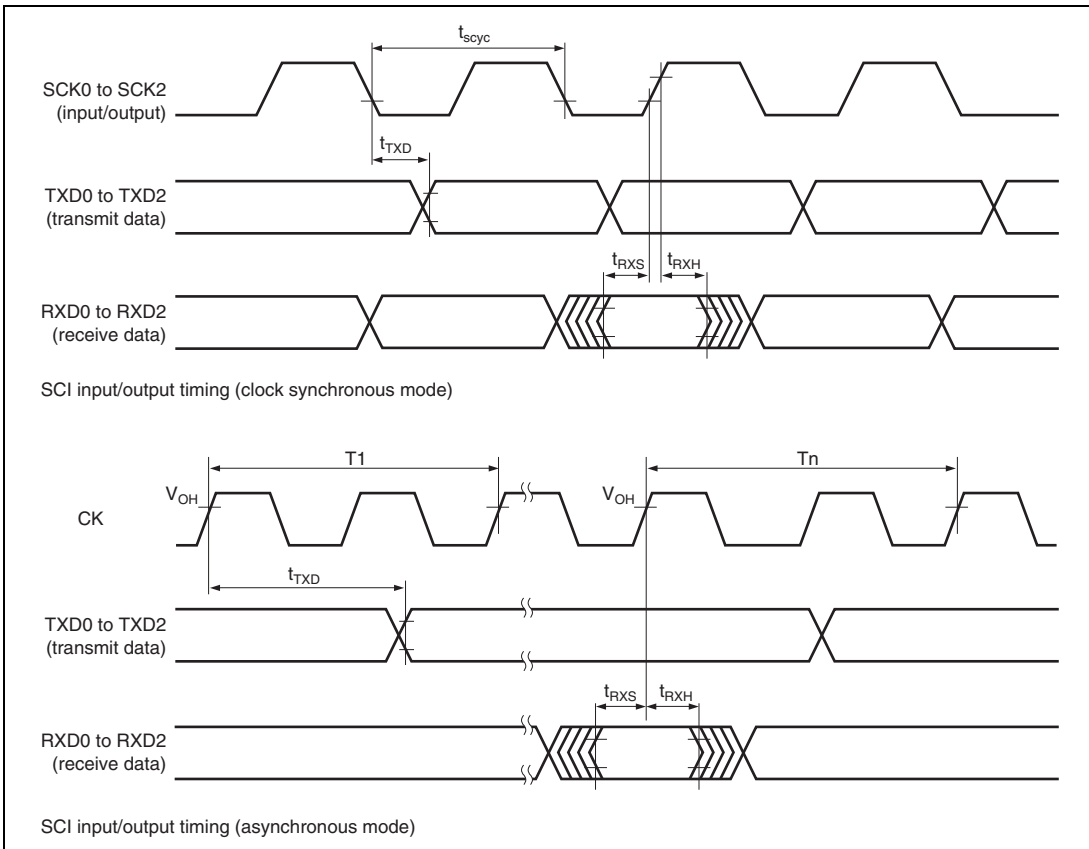 tscyc
SCK0 to SCK2
(input/output)
tTXD
TXD0 to TXD2
(transmit data)
tRXS tRXH
RXD0 to RXD2
(receive data)
SCI input/output timing (clock synchronous mode)
T1 Tn
VOH VOH
CK
tTXD
TXD0 to TXD2
(transmit data)
tRXS tRXH
RXD0 to RXD2
(receive data)
SCI input/output timing (asynchronous mode)